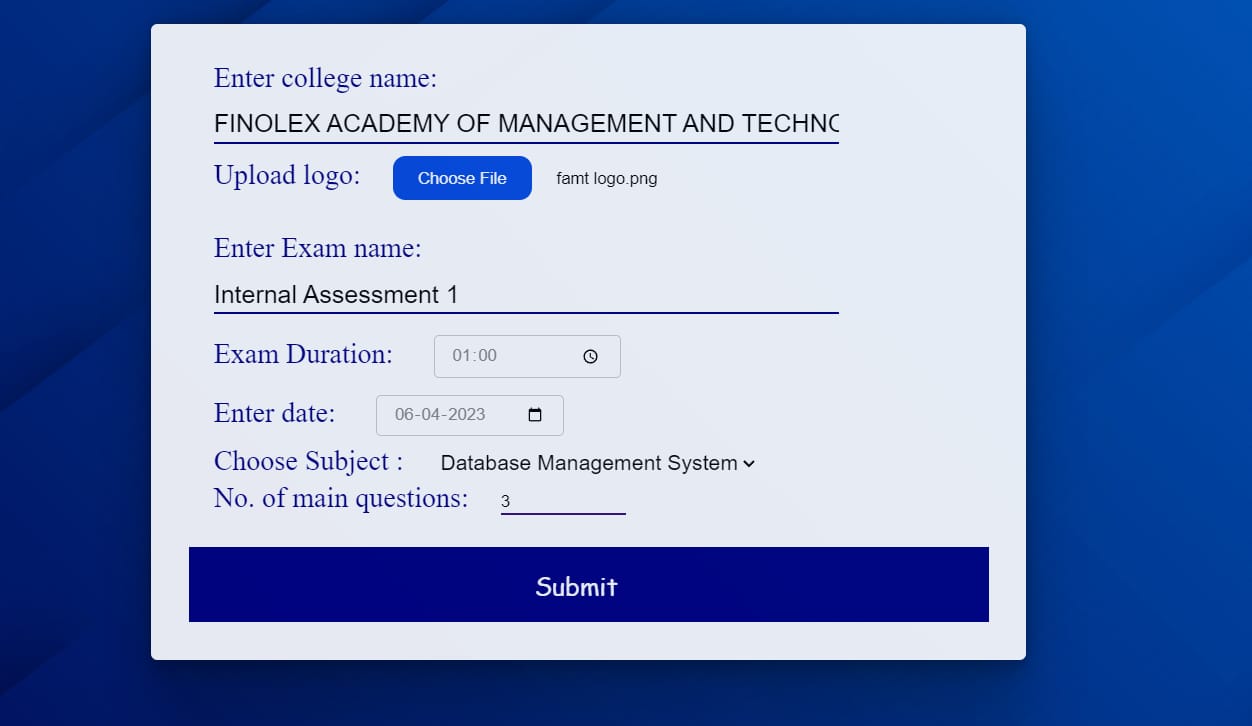 Enter college name:
FINOLEX ACADEMY OF MANAGEMENT AND
Upload logo: Choose File famt logo.png
Enter Exam name:
Internal Assessment 1
Exam Duration: 01:00
Enter date: 06-04-2023
Choose Subject : Database Management System
No. of main questions: 3
Submit